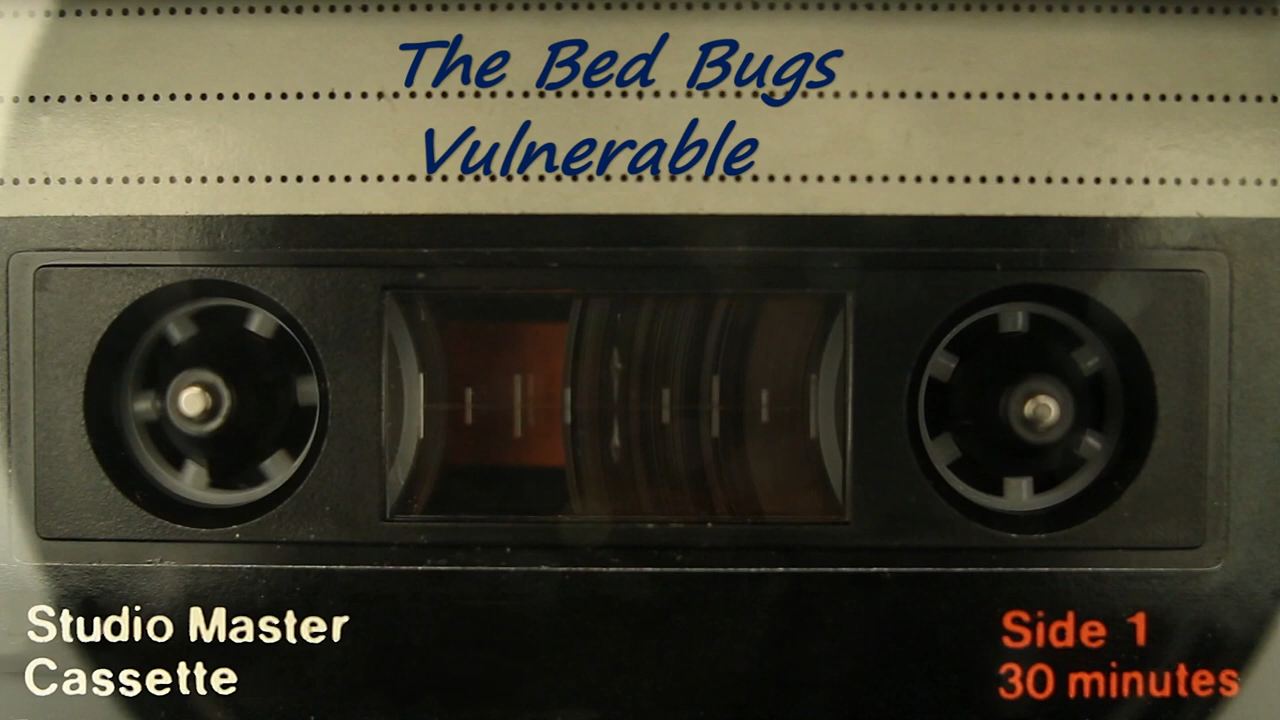 The Bed Bugs
Vulnerable
Studio Master
Cassette
Side 1
30 minutes